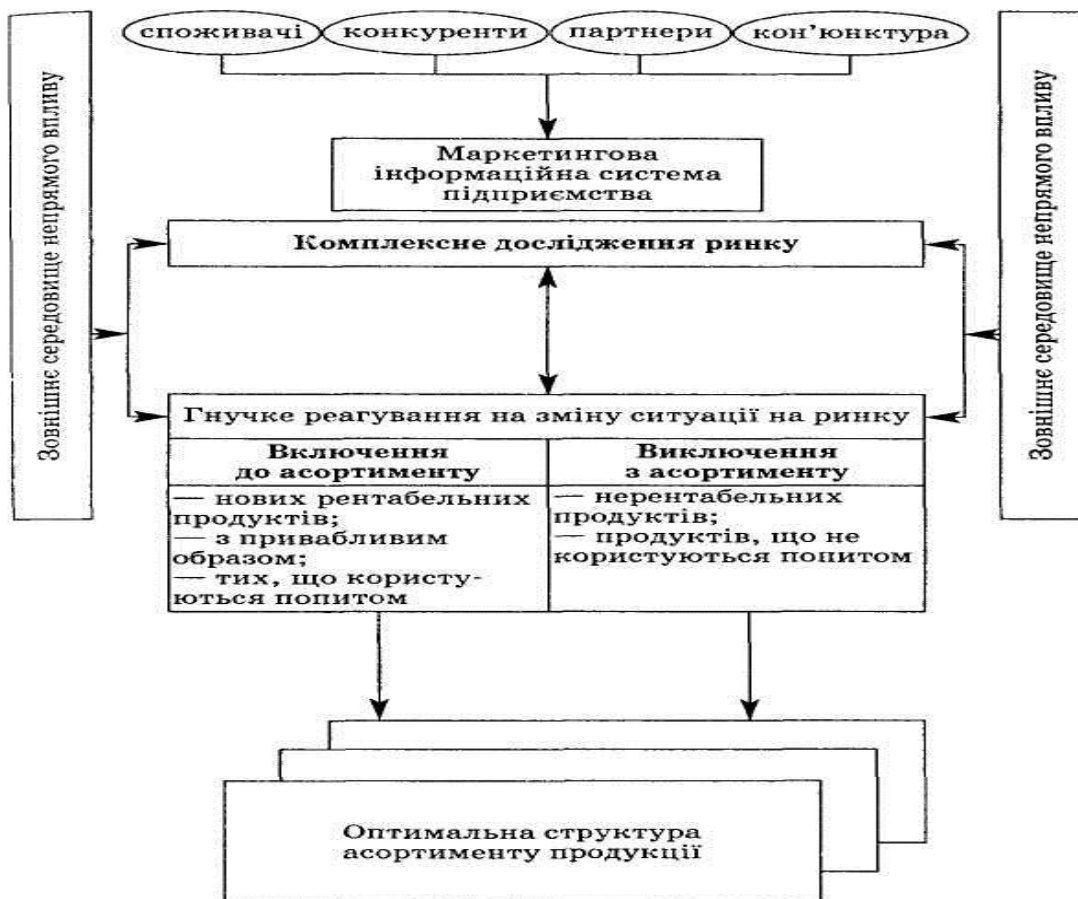 споживачі
конкуренти
партнери
кон’юнктура
Зовнішнє середовище непрямого впливу
Маркетингова
інформаційна система
підприємства
Комплексне дослідження ринку
Гнучке реагування на зміну ситуації на ринку
Включення
до асортименту
— нових рентабельних
продуктів;
— з привабливим
образом;
— тих, що користу-
ються попитом
Виключення
з асортименту
— нерентабельних
продуктів;
— продуктів, що не
користуються попитом
Зовнішнє середовище непрямого впливу
Оптимальна структура
асортименту продукції